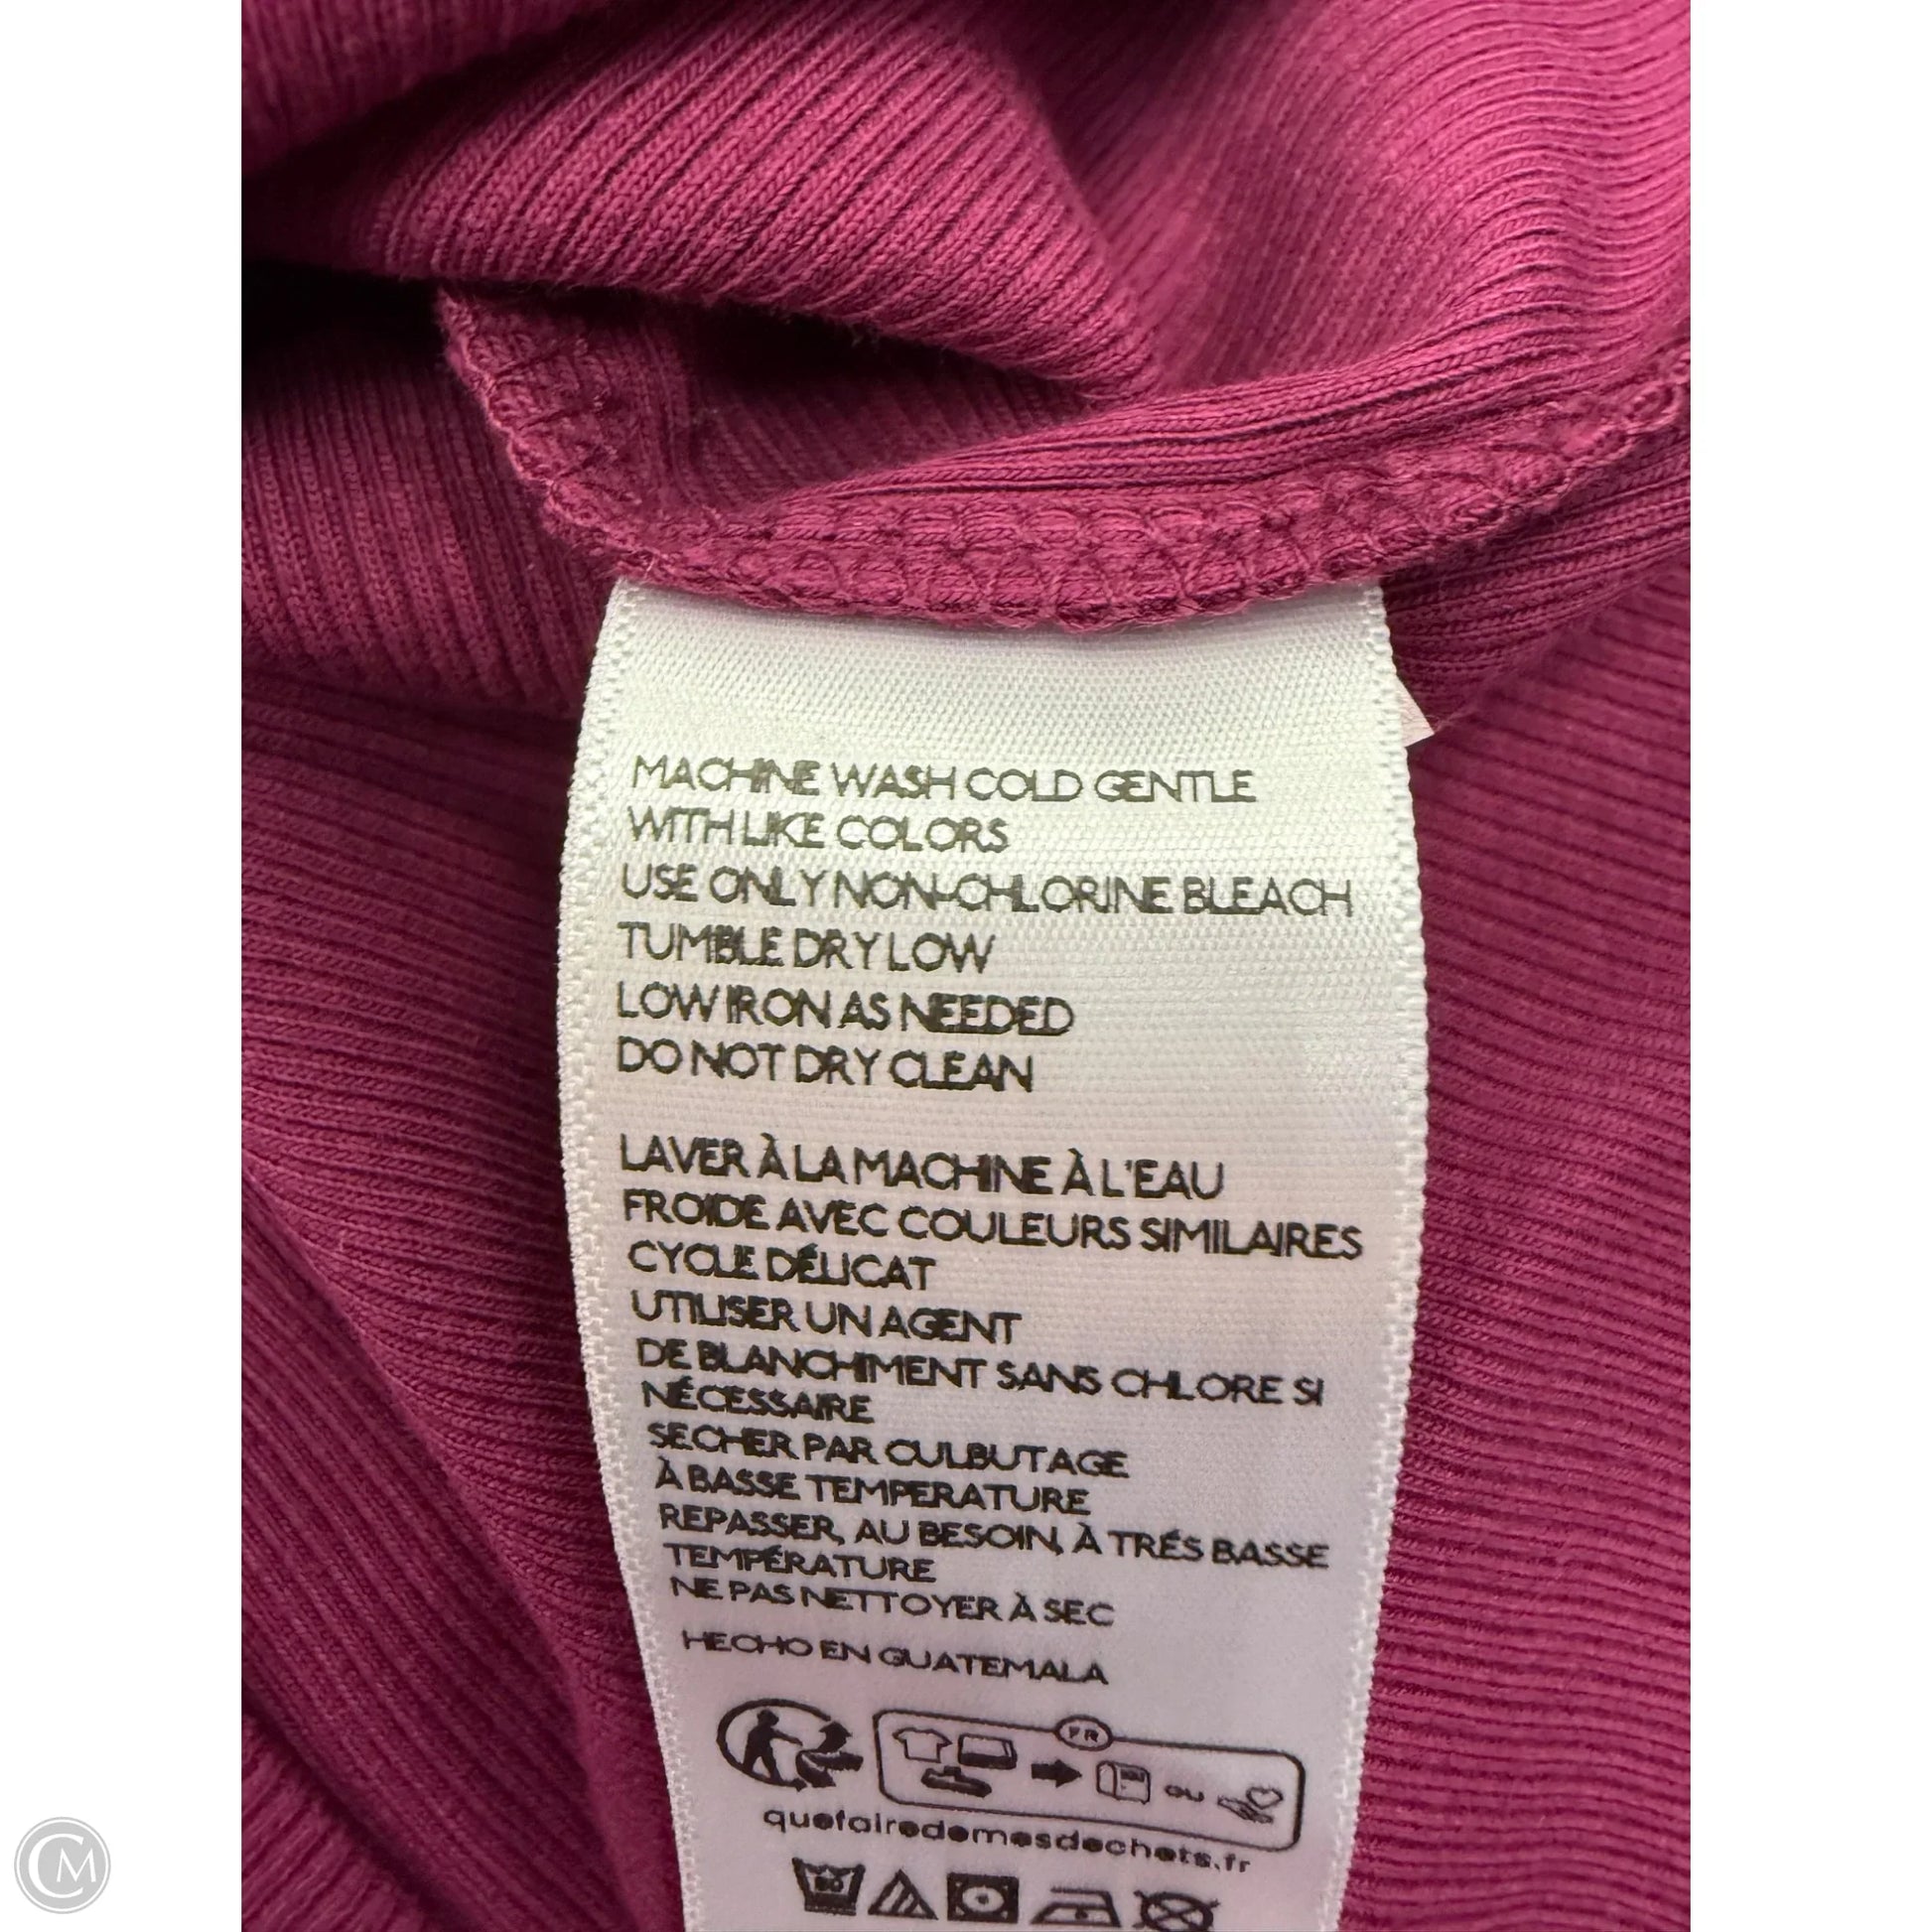 MACHINE WASH COLD GENTLE
WITH LIKE COLORS
USE ONLY NON-CHLORINE BLEACH
TUMBLE DRY LOW
LOW IRON AS NEEDED
DO NOT DRY CLEAN
LAVER À LA MACHINE À L'EAU
FROIDE AVEC COULEURS SIMILAIRES
CYCLE DÉLICAT
UTILISER UN AGENT
DE BLANCHIMENT SANS CHLORE SI
NÉCESSAIRE
SECHER PAR CULBUTAGE
À BASSE TEMPERATURE
REPASSER, AU BESOIN, À TRÉS BASSE
TEMPÉRATURE
NE PAS NETTOYER À SEC
HECHO EN GUATEMALA
FR
OU
quefairedemesdechets.fr
CM